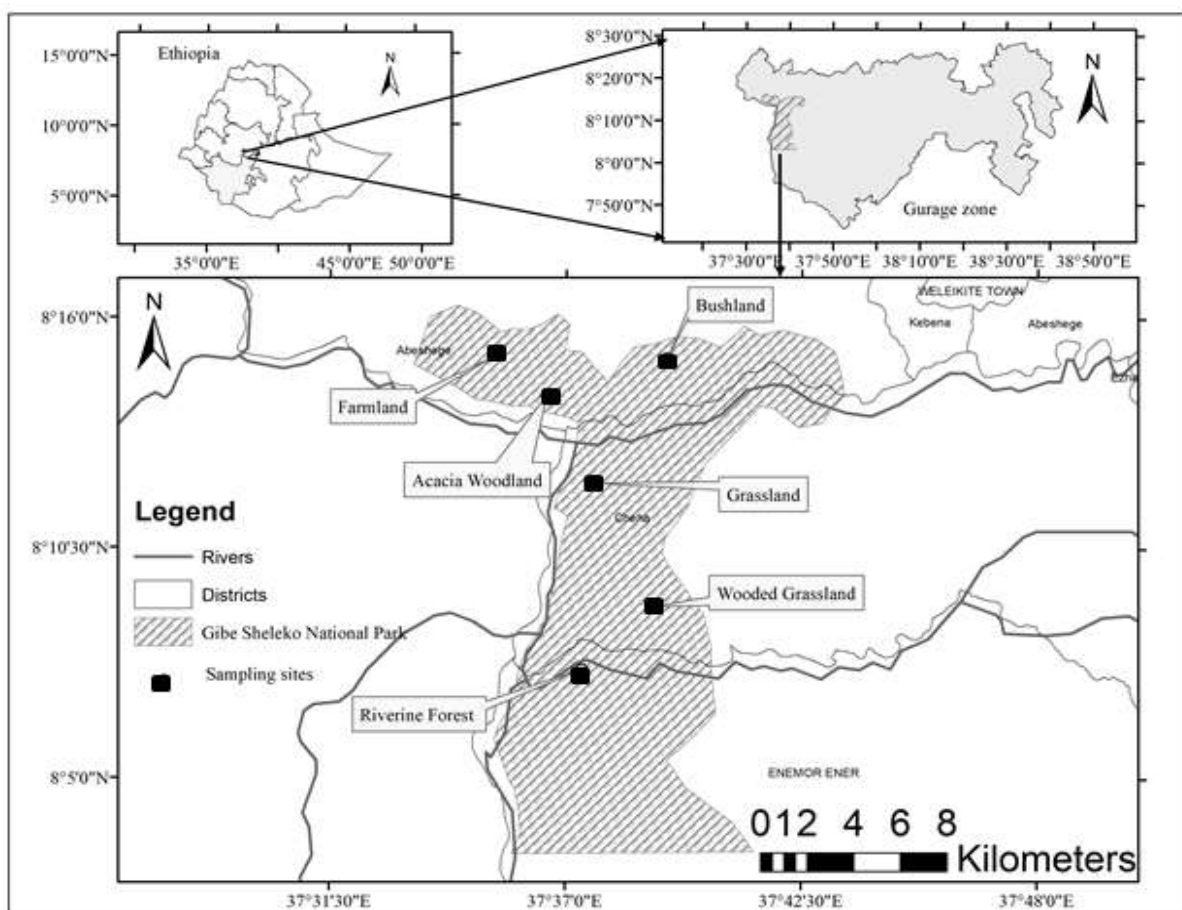 Ethiopia
N
15°0'0"N
10°0'0"N
5°0'0"N
35°0'0"E
45°0'0"E
50°0'0"E
8°30'0"N
8°20'0"N
8°10'0"N
8°0'0"N
7°50'0"N
N
Gurage zone
37°30'0"E
37°50'0"E
38°10'0"E
38°30'0"E
38°50'0"E
N
8°16'0"N
8°10'30"N
8°5'0"N
Bushland
WELEIKITE TOWN
Kebena
Abeshege
Abeshege
Farmland
Acacia Woodland
Grassland
Wooded Grassland
Riverine Forest
ENEMOR ENER
Legend
Rivers
Districts
Gibe Sheleko National Park
Sampling sites
0 1 2 4 6 8
Kilometers
37°31'30"E
37°37'0"E
37°42'30"E
37°48'0"E